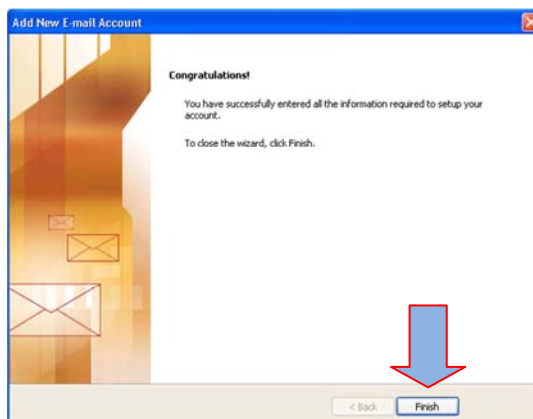 Add New E-mail Account
Congratulations!
You have successfully entered all the information required to setup your
account.
To close the wizard, click Finish.
< Back
Finish